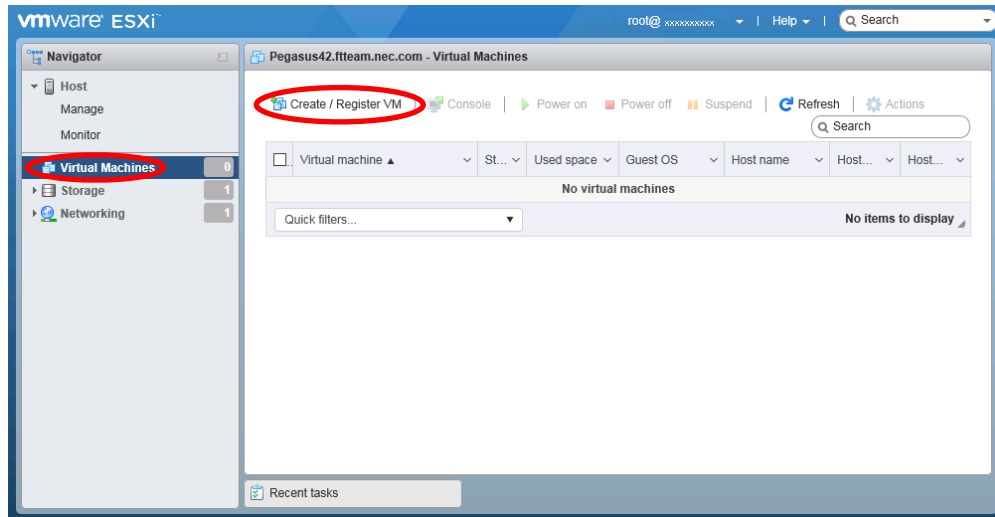 vmware ESXi
root@ xxxxxxxxxx | Help | Search
Navigator
Host
Manage
Monitor
Virtual Machines 0
Storage 1
Networking 1
Pegasus42.ftteam.nec.com - Virtual Machines
Create / Register VM | Console | Power on Power off Suspend | Refresh | Actions
Search
Virtual machine St... Used space Guest OS Host name Host... Host...
No virtual machines
Quick filters... No items to display
Recent tasks